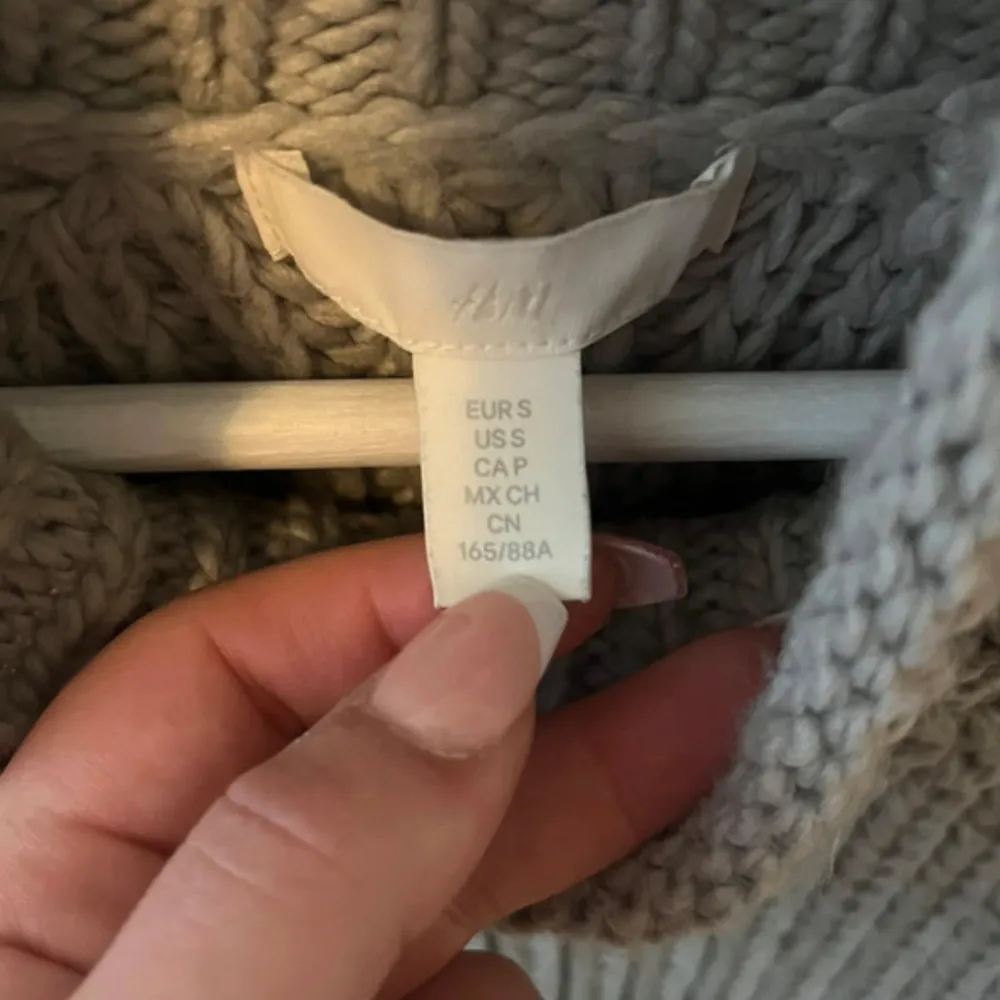 H&M
EUR S
US S
CA P
MX CH
CN
165/88A